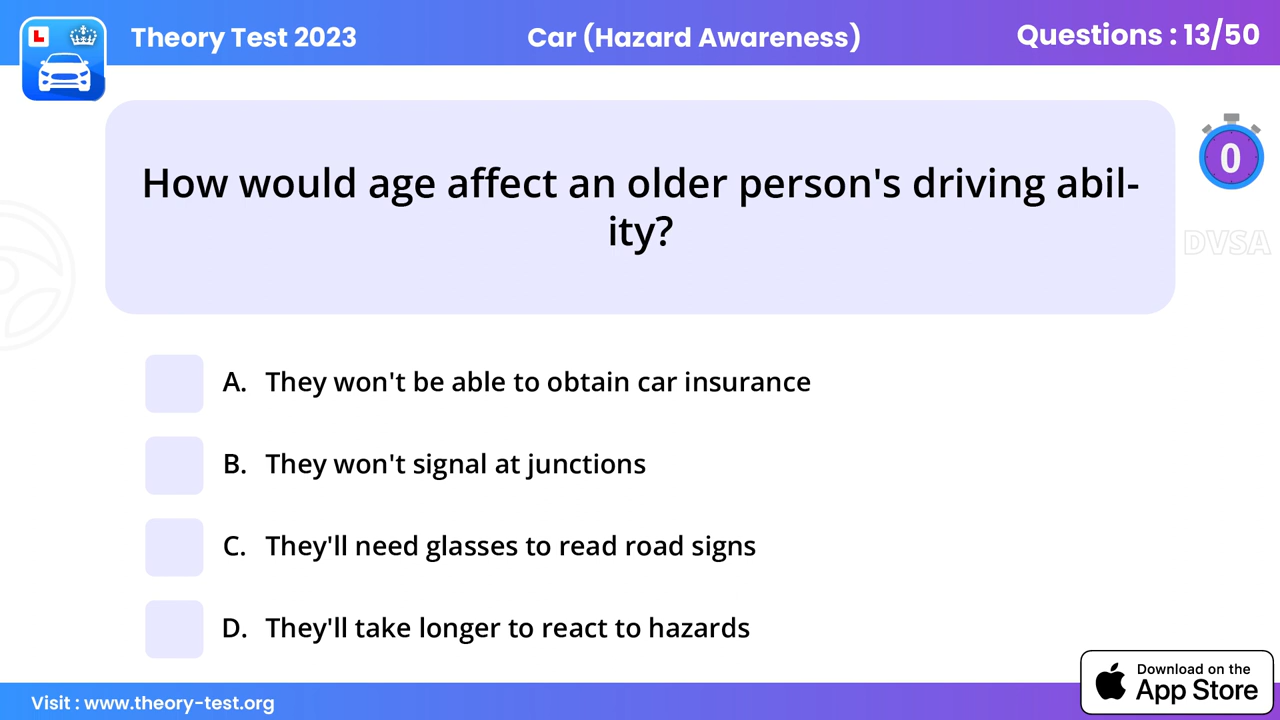 L
Theory Test 2023
Car (Hazard Awareness)
Questions : 13/50
How would age affect an older person's driving abil-
ity?
0
DVSA
A. They won't be able to obtain car insurance
B. They won't signal at junctions
C. They'll need glasses to read road signs
D. They'll take longer to react to hazards
Visit : www.theory-test.org
Download on the
App Store